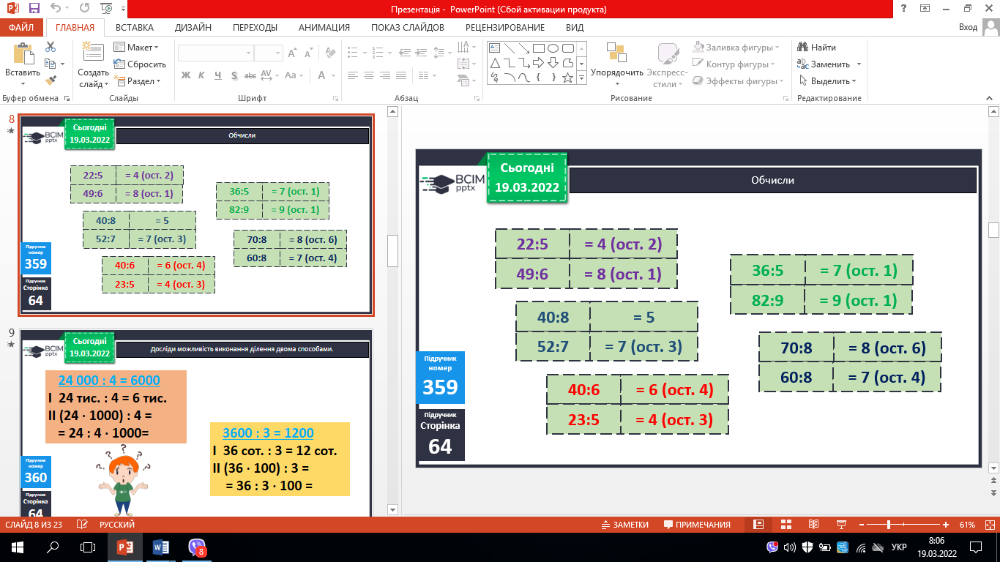 Презентація - PowerPoint (Сбой активации продукта)
ФАЙЛ ГЛАВНАЯ ВСТАВКА ДИЗАЙН ПЕРЕХОДЫ АНИМАЦИЯ ПОКАЗ СЛАЙДОВ РЕЦЕНЗИРОВАНИЕ ВИД Вход
Вставить
Создать слайд
Макет
Сбросить
Раздел
Ж К Ч S abc AV Aa А
Упорядочить
Экспресс-стили
Заливка фигуры
Контур фигуры
Эффекты фигуры
Найти
Заменить
Выделить
Буфер обмена Слайды Шрифт Абзац Рисование Редактирование
8
Сьогодні
19.03.2022
BCIM
pptx
Обчисли
22:5 = 4 (ост. 2)
49:6 = 8 (ост. 1)
36:5 = 7 (ост. 1)
82:9 = 9 (ост. 1)
40:8 = 5
52:7 = 7 (ост. 3)
70:8 = 8 (ост. 6)
60:8 = 7 (ост. 4)
40:6 = 6 (ост. 4)
23:5 = 4 (ост. 3)
Підручник
номер
359
Підручник
Сторінка
64
9
Сьогодні
19.03.2022
BCIM
pptx
Досліди можливість виконання ділення двома способами.
24 000 : 4 = 6000
І 24 тис. : 4 = 6 тис.
ІІ (24 · 1000) : 4 =
= 24 : 4 · 1000=
3600 : 3 = 1200
І 36 сот. : 3 = 12 сот.
ІІ (36 · 100) : 3 =
= 36 : 3 · 100 =
Підручник
номер
360
Підручник
Сторінка
64
Сьогодні
19.03.2022
BCIM
pptx
Обчисли
22:5 = 4 (ост. 2)
49:6 = 8 (ост. 1)
36:5 = 7 (ост. 1)
82:9 = 9 (ост. 1)
40:8 = 5
52:7 = 7 (ост. 3)
70:8 = 8 (ост. 6)
60:8 = 7 (ост. 4)
40:6 = 6 (ост. 4)
23:5 = 4 (ост. 3)
Підручник
номер
359
Підручник
Сторінка
64
СЛАЙД 8 ИЗ 23 РУССКИЙ ЗАМЕТКИ ПРИМЕЧАНИЯ 61%
8
УКР
8:06
19.03.2022